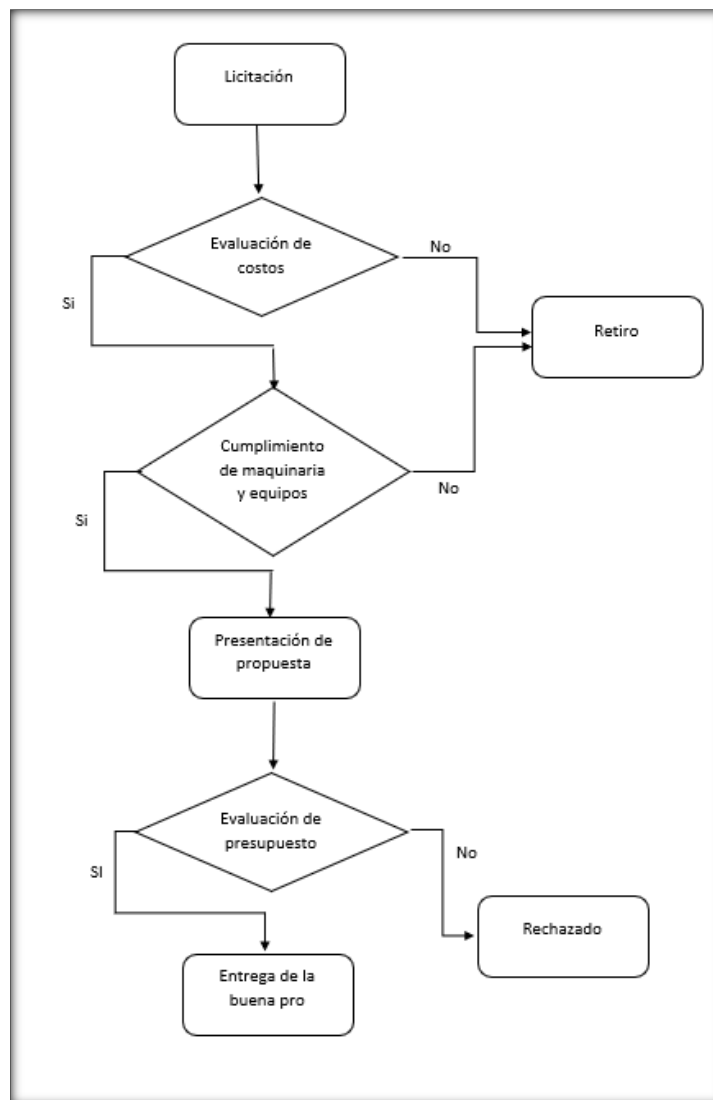 Licitación
Evaluación de
costos
No
Si
Retiro
Cumplimiento
de maquinaria
y equipos
No
Si
Presentación de
propuesta
Evaluación de
presupuesto
No
SI
Rechazado
Entrega de la
buena pro